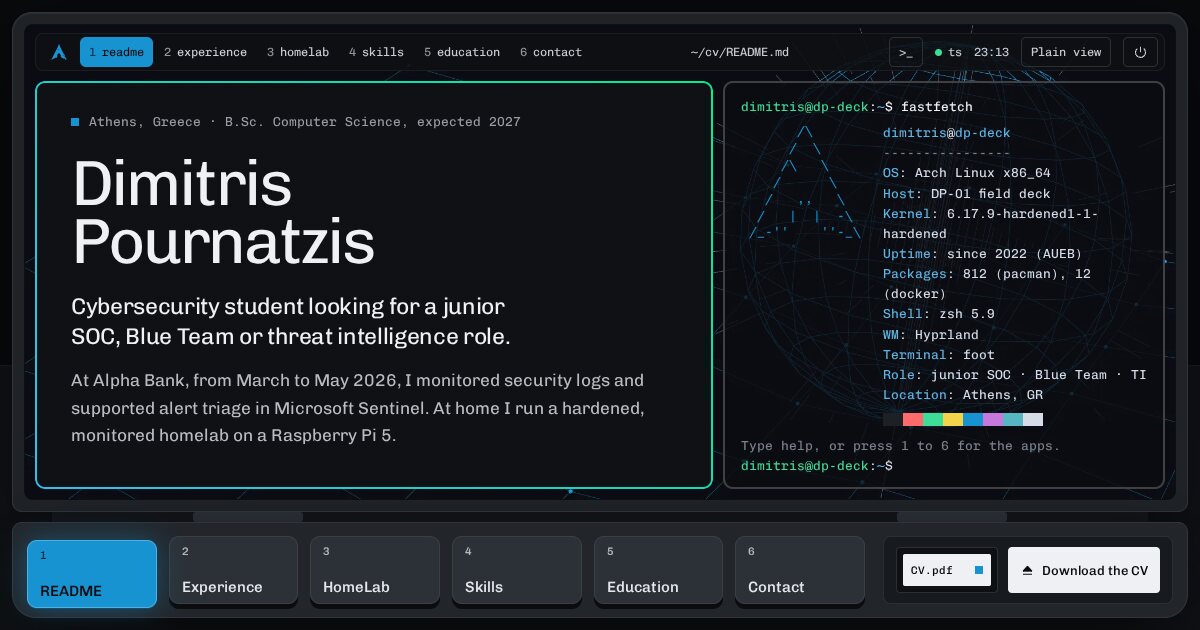 1 readme 2 experience 3 homelab 4 skills 5 education 6 contact ~/cv/README.md >_ ts 23:13 Plain view
Athens, Greece · B.Sc. Computer Science, expected 2027
Dimitris
Pournatzis
Cybersecurity student looking for a junior
SOC, Blue Team or threat intelligence role.
At Alpha Bank, from March to May 2026, I monitored security logs and
supported alert triage in Microsoft Sentinel. At home I run a hardened,
monitored homelab on a Raspberry Pi 5.
dimitris@dp-deck:~$ fastfetch
dimitris@dp-deck
----------------
OS: Arch Linux x86_64
Host: DP-01 field deck
Kernel: 6.17.9-hardened1-1-
hardened
Uptime: since 2022 (AUEB)
Packages: 812 (pacman), 12
(docker)
Shell: zsh 5.9
WM: Hyprland
Terminal: foot
Role: junior SOC · Blue Team · TI
Location: Athens, GR
Type help, or press 1 to 6 for the apps.
dimitris@dp-deck:~$
1 README
2 Experience
3 HomeLab
4 Skills
5 Education
6 Contact
CV.pdf
Download the CV